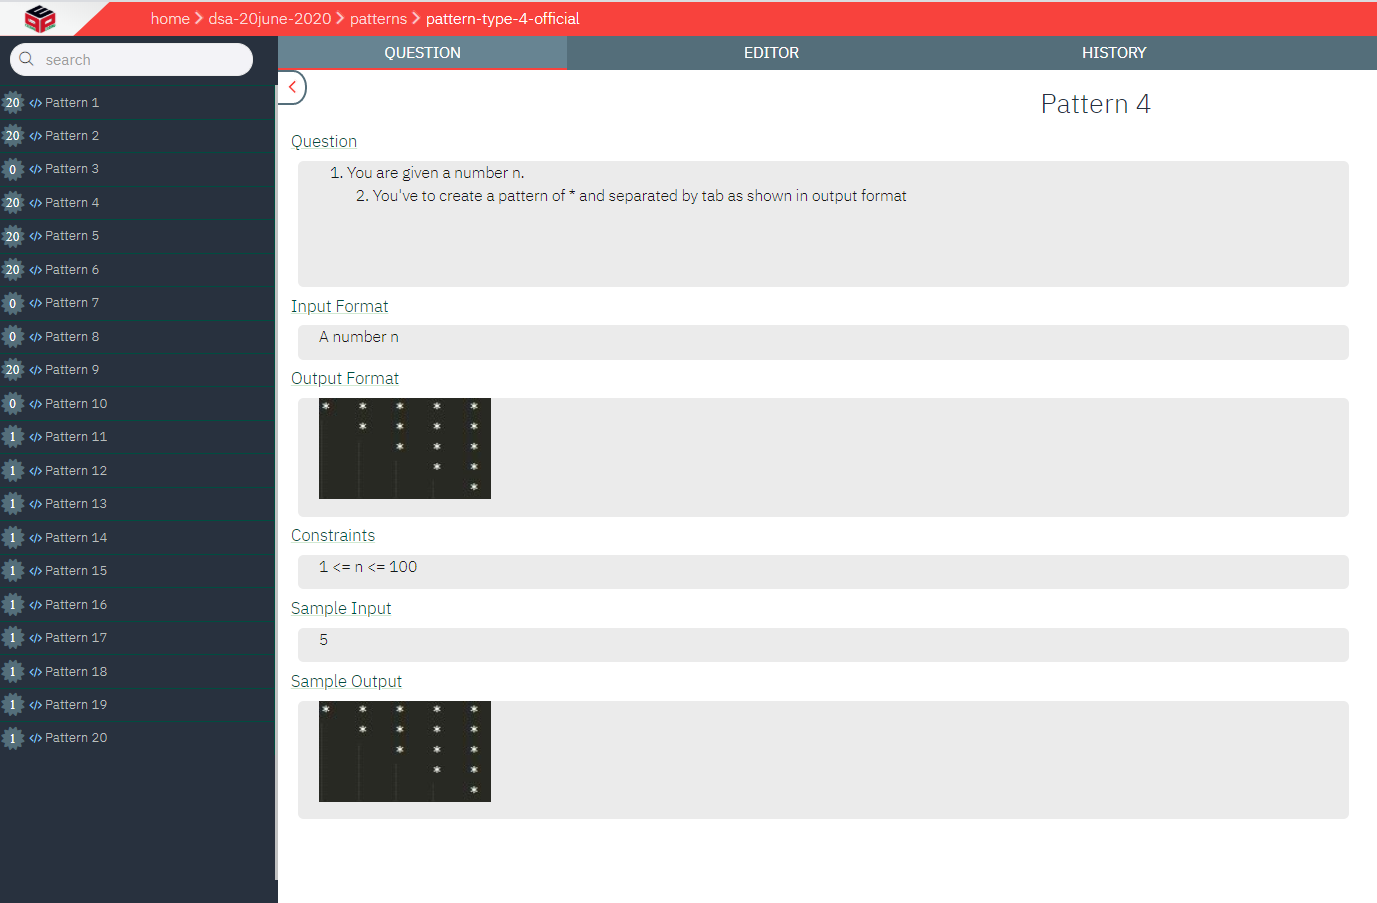 home > dsa-20june-2020 > patterns > pattern-type-4-official
search
20 </> Pattern 1
20 </> Pattern 2
0 </> Pattern 3
20 </> Pattern 4
20 </> Pattern 5
20 </> Pattern 6
0 </> Pattern 7
0 </> Pattern 8
20 </> Pattern 9
0 </> Pattern 10
1 </> Pattern 11
1 </> Pattern 12
1 </> Pattern 13
1 </> Pattern 14
1 </> Pattern 15
1 </> Pattern 16
1 </> Pattern 17
1 </> Pattern 18
1 </> Pattern 19
1 </> Pattern 20
QUESTION EDITOR HISTORY
Pattern 4
Question
1. You are given a number n.
2. You've to create a pattern of * and separated by tab as shown in output format
Input Format
A number n
Output Format
* * * * *
* * * *
* * *
* *
*
Constraints
1 <= n <= 100
Sample Input
5
Sample Output
* * * * *
* * * *
* * *
* *
*